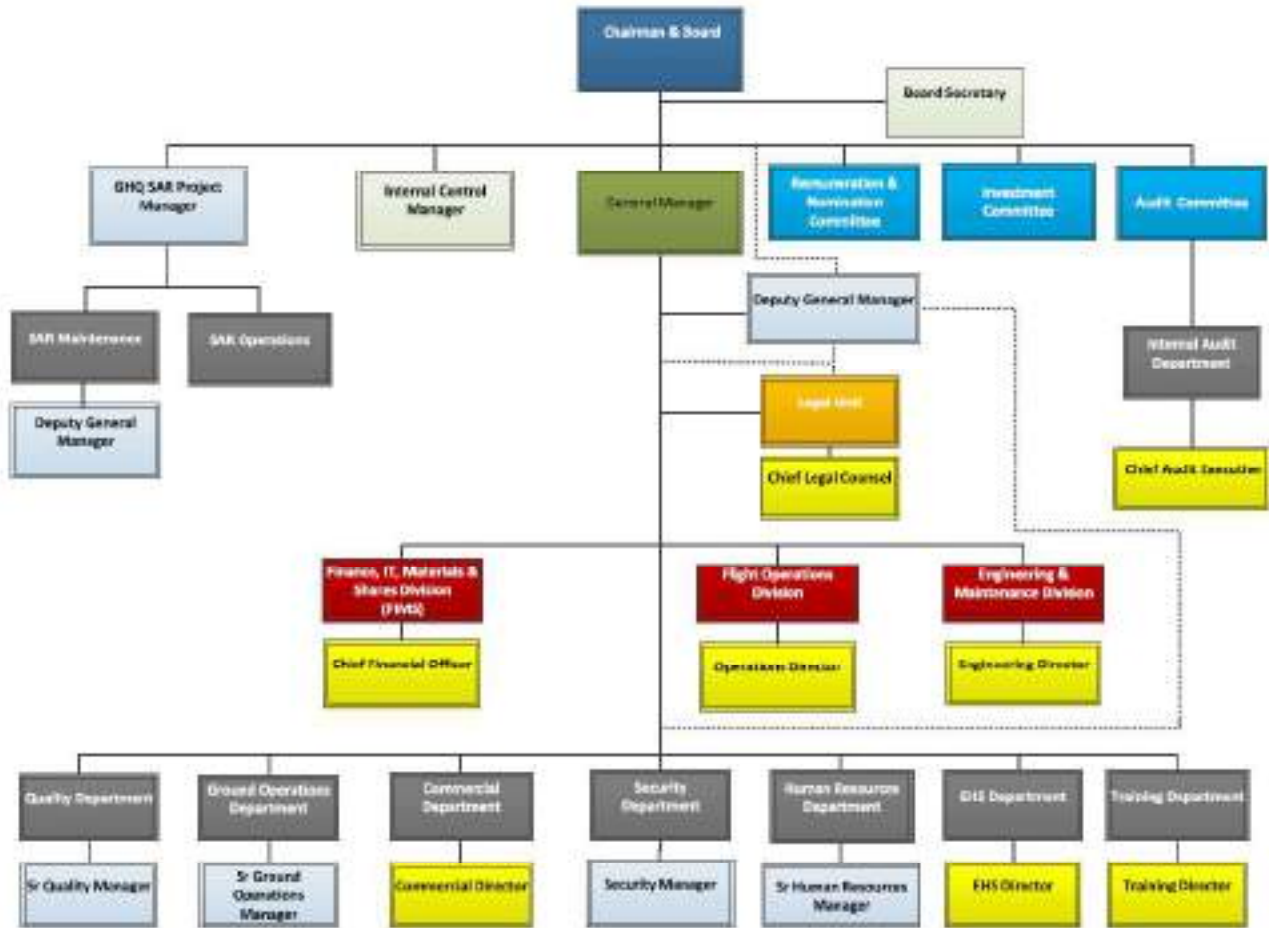 Chairman & Board
Board Secretary
GHQ SAR Project
Manager
Internal Control
Manager
General Manager
Remuneration &
Nomination
Committee
Investment
Committee
Audit Committee
Deputy General Manager
SAR Maintenance
SAR Operations
Internal Audit
Department
Legal Unit
Deputy General
Manager
Chief Legal Counsel
Chief Audit Executive
Finance, IT, Materials &
Shares Division
(FIMS)
Flight Operations
Division
Engineering &
Maintenance Division
Chief Financial Officer
Operations Director
Engineering Director
Quality Department
Ground Operations
Department
Commercial
Department
Security
Department
Human Resources
Department
EHS Department
Training Department
Sr Quality Manager
Sr Ground
Operations
Manager
Commercial Director
Security Manager
Sr Human Resources
Manager
EHS Director
Training Director